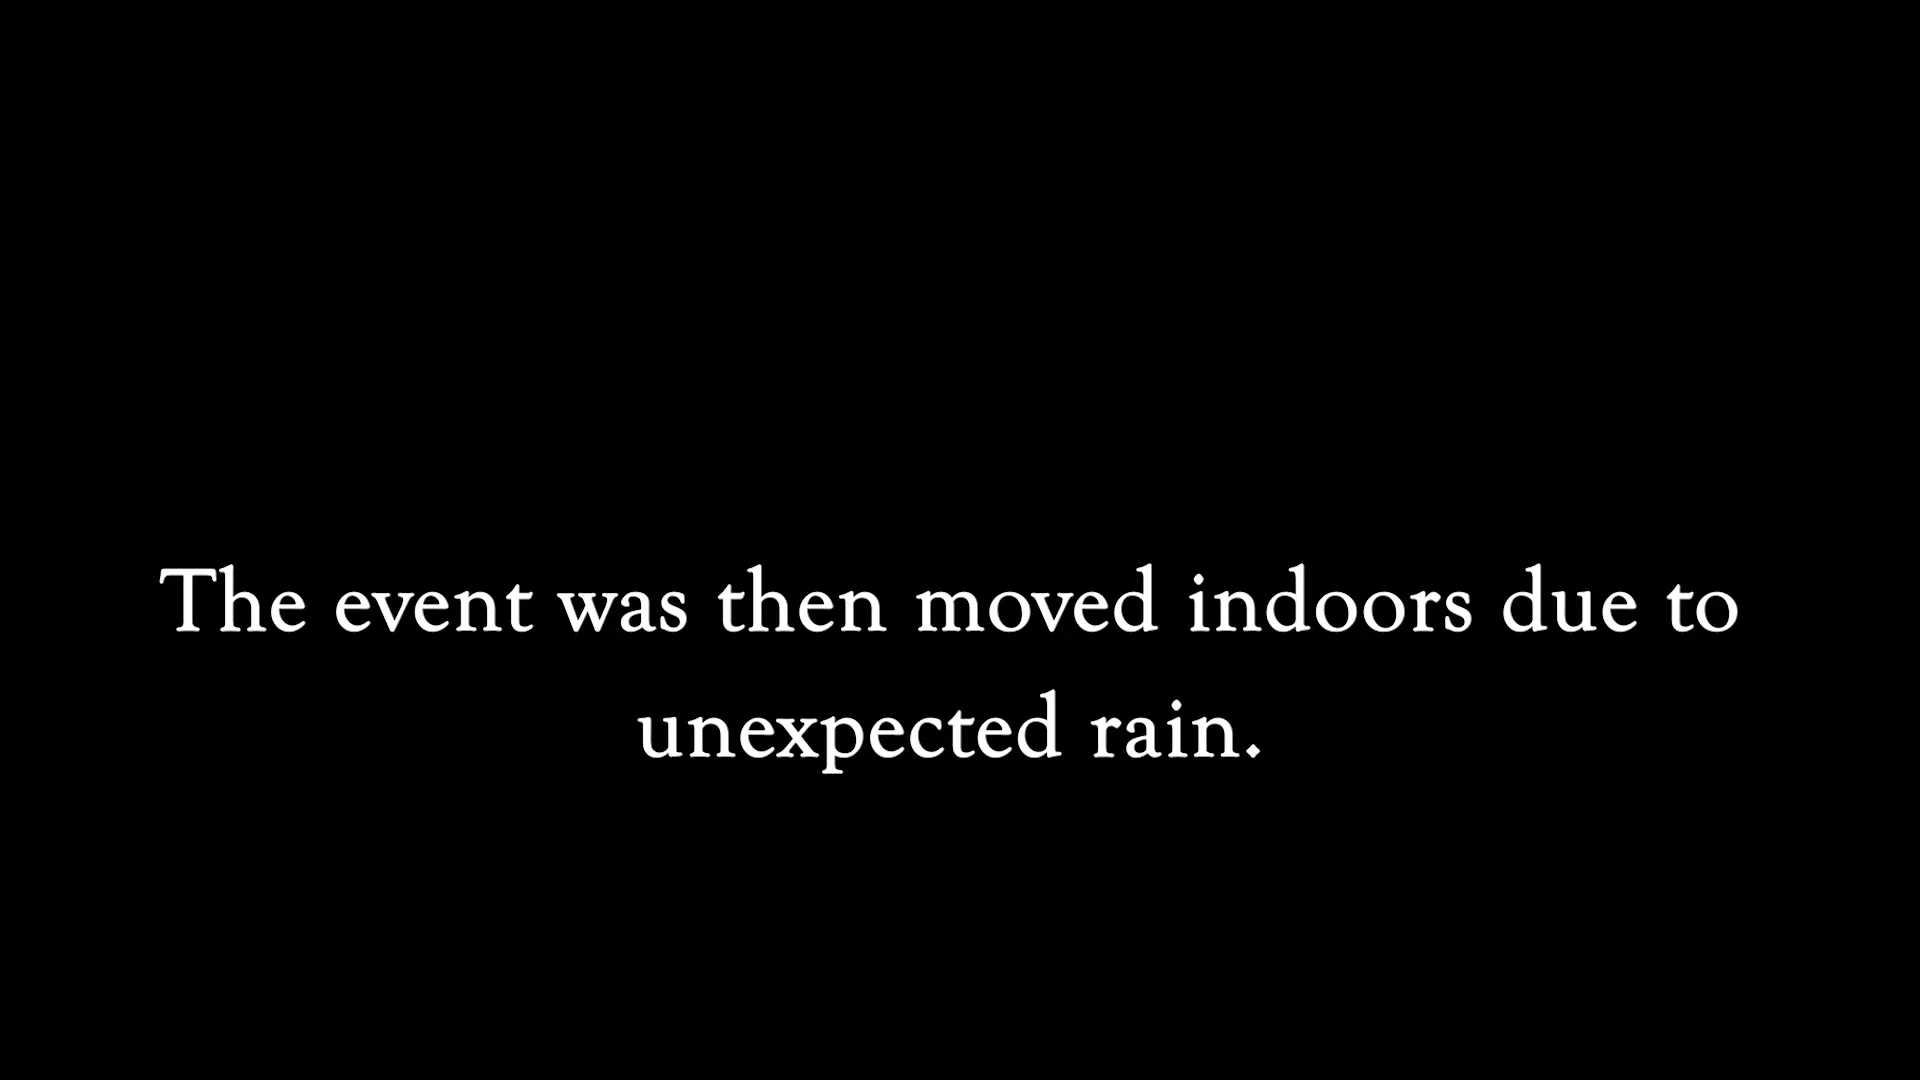 The event was then moved indoors due to
unexpected rain.